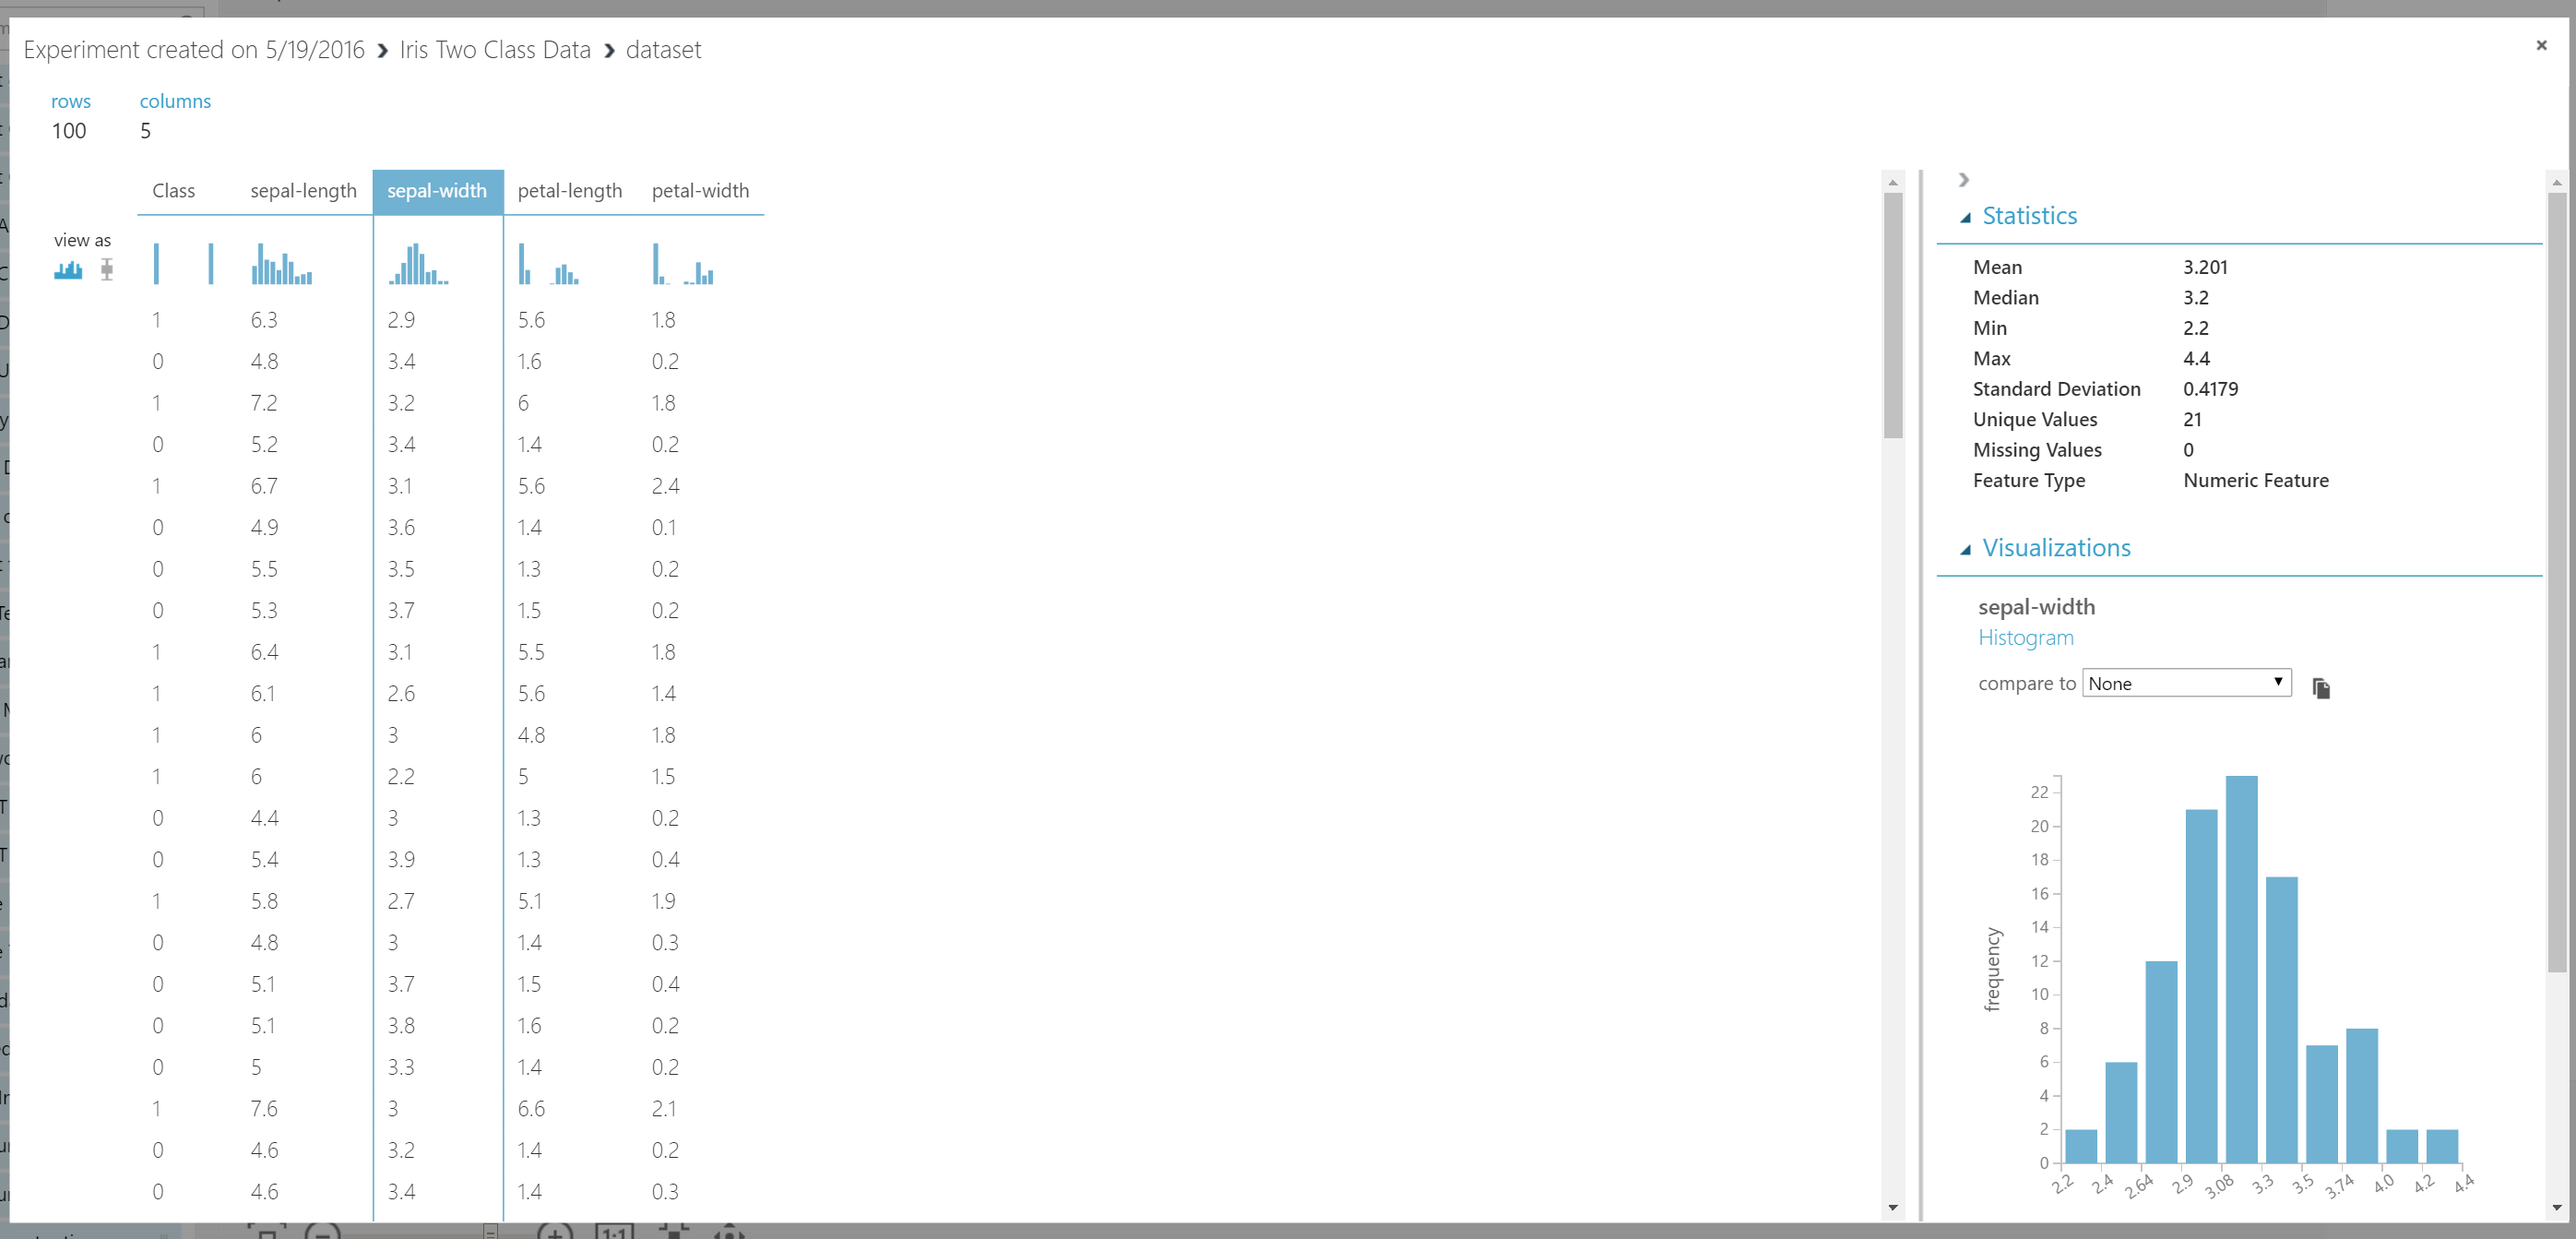 Experiment created on 5/19/2016 › Iris Two Class Data › dataset
rows columns
100 5
Class sepal-length sepal-width petal-length petal-width
view as
1 6.3 2.9 5.6 1.8
0 4.8 3.4 1.6 0.2
1 7.2 3.2 6 1.8
0 5.2 3.4 1.4 0.2
1 6.7 3.1 5.6 2.4
0 4.9 3.6 1.4 0.1
0 5.5 3.5 1.3 0.2
0 5.3 3.7 1.5 0.2
1 6.4 3.1 5.5 1.8
1 6.1 2.6 5.6 1.4
1 6 3 4.8 1.8
1 6 2.2 5 1.5
0 4.4 3 1.3 0.2
0 5.4 3.9 1.3 0.4
1 5.8 2.7 5.1 1.9
0 4.8 3 1.4 0.3
0 5.1 3.7 1.5 0.4
0 5.1 3.8 1.6 0.2
0 5 3.3 1.4 0.2
1 7.6 3 6.6 2.1
0 4.6 3.2 1.4 0.2
0 4.6 3.4 1.4 0.3
Statistics
Mean 3.201
Median 3.2
Min 2.2
Max 4.4
Standard Deviation 0.4179
Unique Values 21
Missing Values 0
Feature Type Numeric Feature
Visualizations
sepal-width
Histogram
compare to None
frequency
22
20
18
16
14
12
10
8
6
4
2
0
2.2 2.4 2.64 2.9 3.08 3.3 3.5 3.74 4.0 4.2 4.4
1:1